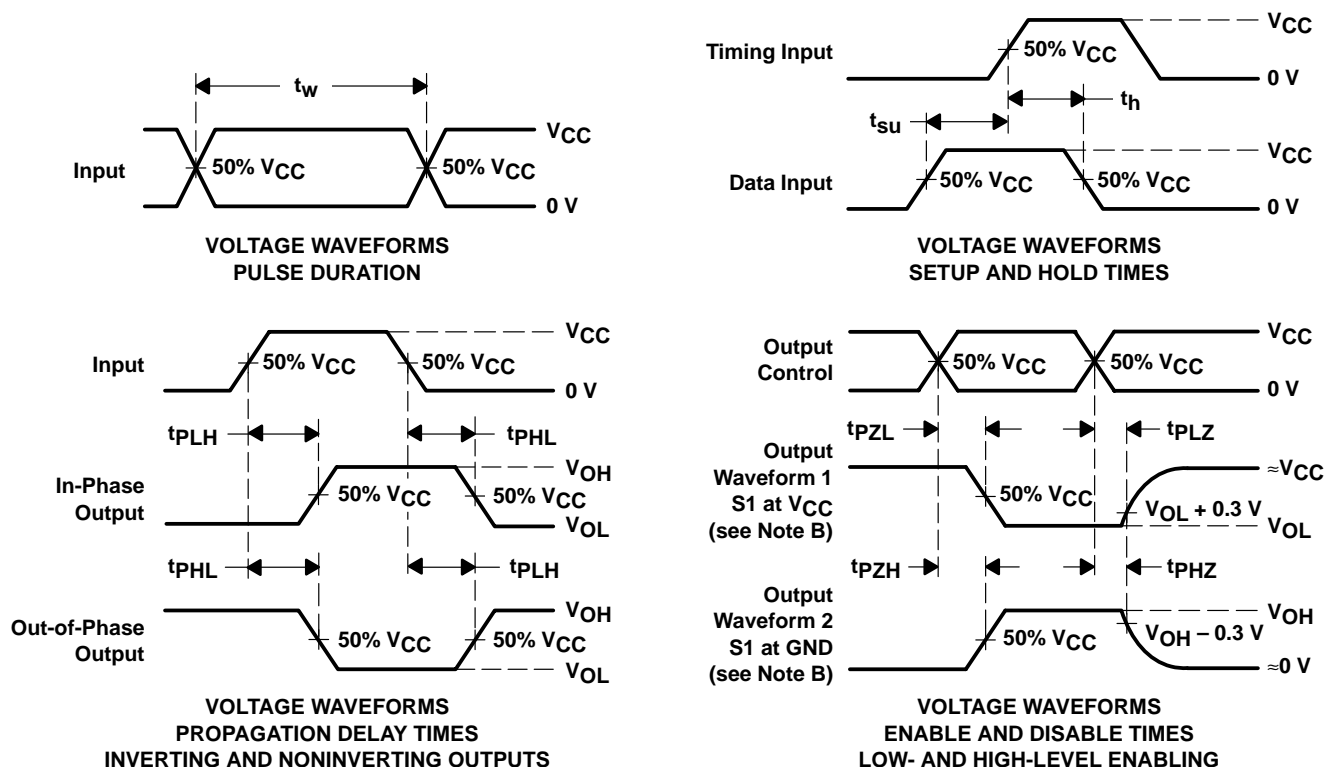 tw
VCC
Input
50% VCC
50% VCC
0 V
VOLTAGE WAVEFORMS
PULSE DURATION
VCC
Timing Input
50% VCC
0 V
th
tsu
VCC
Data Input
50% VCC
50% VCC
0 V
VOLTAGE WAVEFORMS
SETUP AND HOLD TIMES
VCC
Input
50% VCC
50% VCC
0 V
tPLH
tPHL
VOH
In-Phase
Output
50% VCC
50% VCC
VOL
tPHL
tPLH
VOH
Out-of-Phase
Output
50% VCC
50% VCC
VOL
VOLTAGE WAVEFORMS
PROPAGATION DELAY TIMES
INVERTING AND NONINVERTING OUTPUTS
VCC
Output
Control
50% VCC
50% VCC
0 V
tPZL
tPLZ
Output
Waveform 1
S1 at VCC
(see Note B)
50% VCC
≈VCC
VOL + 0.3 V
VOL
tPZH
tPHZ
Output
Waveform 2
S1 at GND
(see Note B)
50% VCC
VOH
VOH − 0.3 V
≈0 V
VOLTAGE WAVEFORMS
ENABLE AND DISABLE TIMES
LOW- AND HIGH-LEVEL ENABLING